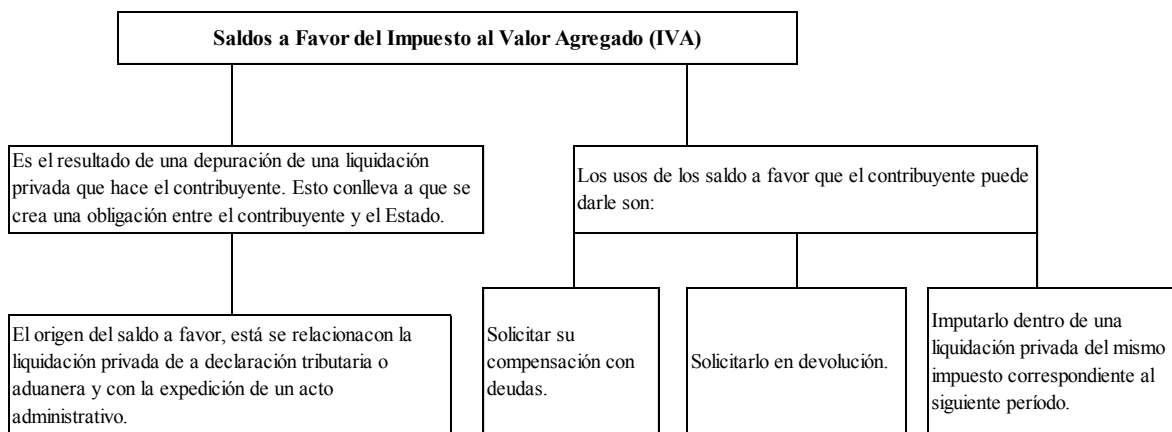 Saldos a Favor del Impuesto al Valor Agregado (IVA)
Es el resultado de una depuración de una liquidación
privada que hace el contribuyente. Esto conlleva a que se
crea una obligación entre el contribuyente y el Estado.
Los usos de los saldo a favor que el contribuyente puede
darle son:
El origen del saldo a favor, está se relacionacon la
liquidación privada de a declaración tributaria o
aduanera y con la expedición de un acto
administrativo.
Solicitar su
compensación con
deudas.
Solicitarlo en devolución.
Imputarlo dentro de una
liquidación privada del mismo
impuesto correspondiente al
siguiente período.